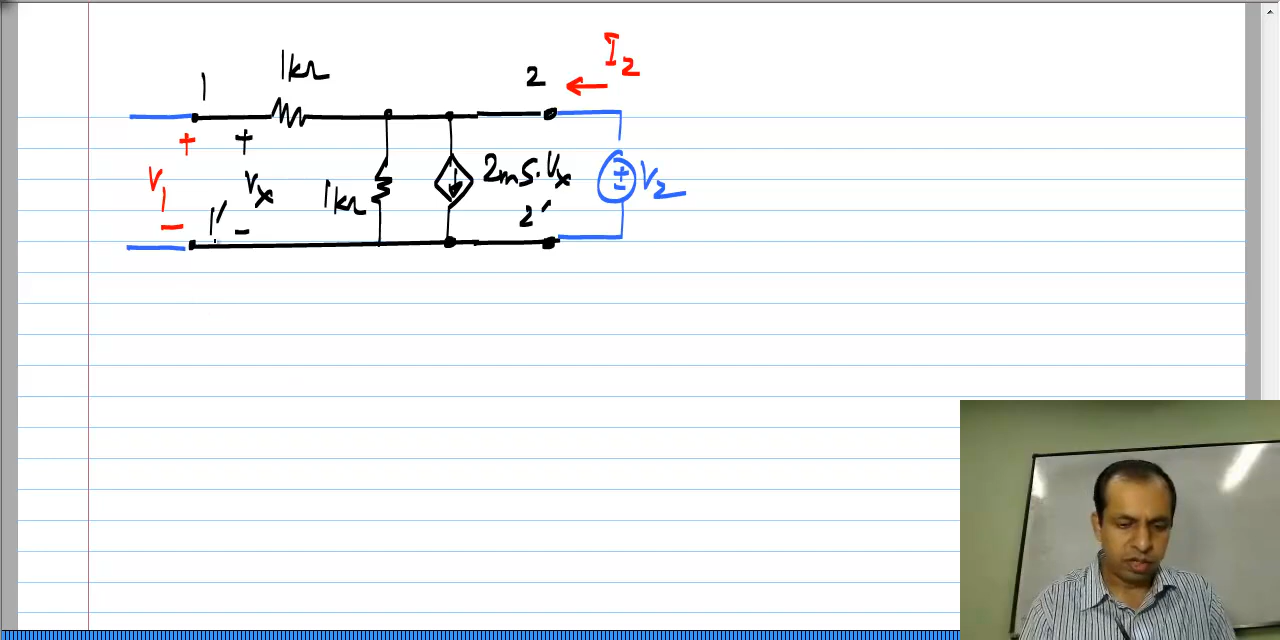 I2
1kΩ
1
2
+
+
V1
Vx
1kΩ
2mS·Vx
+
−
V2
1′
2′
−
−